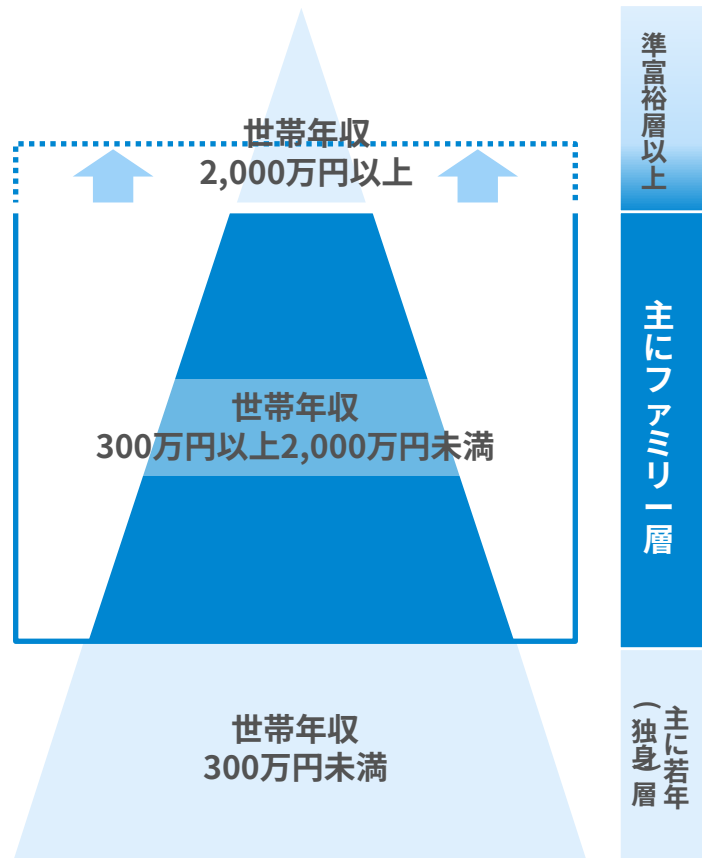 世帯年収
2,000万円以上
準富裕層以上
世帯年収
300万円以上2,000万円未満
主にファミリー層
世帯年収
300万円未満
主に若年
（独身）層